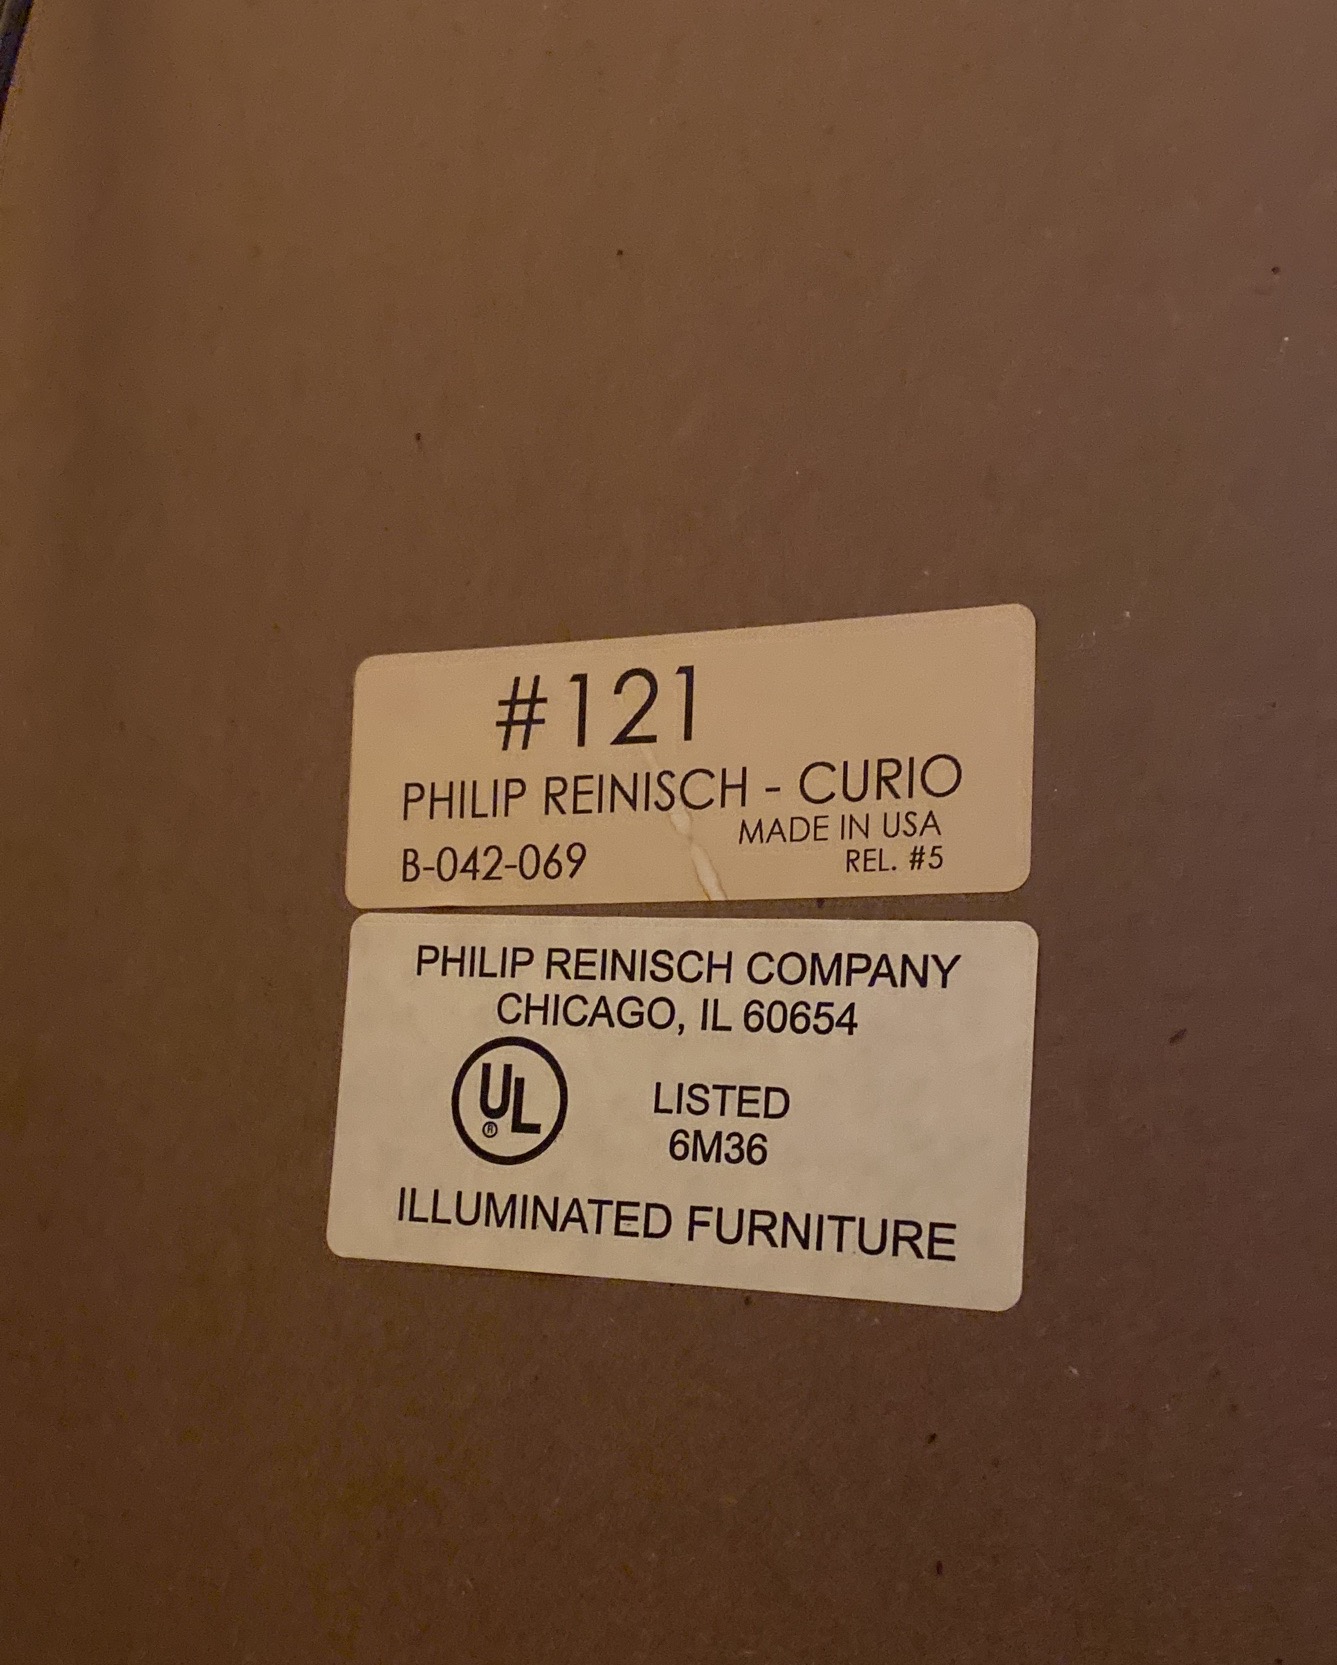 #121
PHILIP REINISCH - CURIO
MADE IN USA
B-042-069
REL. #5
PHILIP REINISCH COMPANY
CHICAGO, IL 60654
UL
®
LISTED
6M36
ILLUMINATED FURNITURE